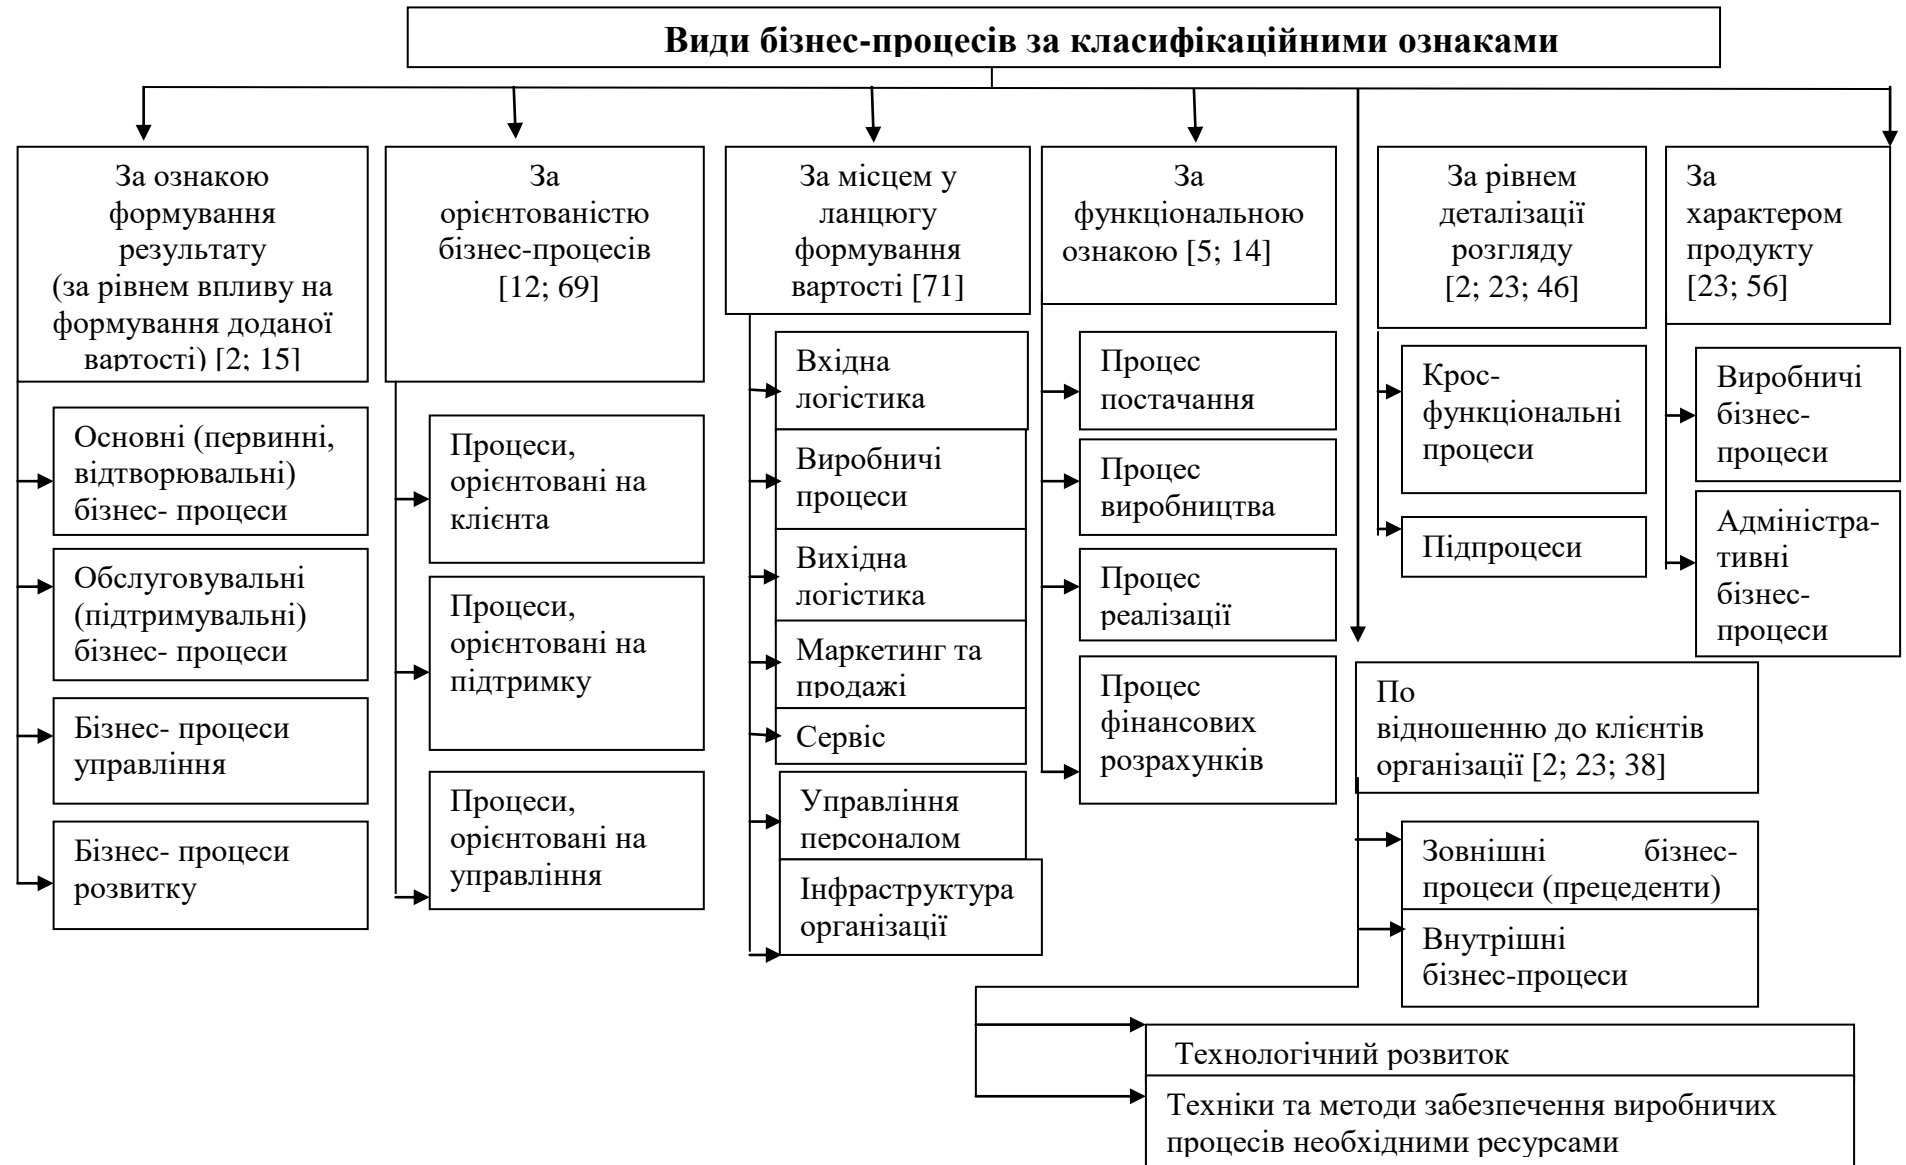 Види бізнес-процесів за класифікаційними ознаками
За ознакою
формування
результату
(за рівнем впливу на
формування доданої
вартості) [2; 15]
Основні (первинні,
відтворювальні)
бізнес- процеси
Обслуговувальні
(підтримувальні)
бізнес- процеси
Бізнес- процеси
управління
Бізнес- процеси
розвитку
За
орієнтованістю
бізнес-процесів
[12; 69]
Процеси,
орієнтовані на
клієнта
Процеси,
орієнтовані на
підтримку
Процеси,
орієнтовані на
управління
За місцем у
ланцюгу
формування
вартості [71]
Вхідна
логістика
Виробничі
процеси
Вихідна
логістика
Маркетинг та
продажі
Сервіс
Управління
персоналом
Інфраструктура
організації
За
функціональною
ознакою [5; 14]
Процес
постачання
Процес
виробництва
Процес
реалізації
Процес
фінансових
розрахунків
За рівнем
деталізації
розгляду
[2; 23; 46]
Крос-
функціональні
процеси
Підпроцеси
За
характером
продукту
[23; 56]
Виробничі
бізнес-
процеси
Адміністра-
тивні
бізнес-
процеси
По
відношенню до клієнтів
організації [2; 23; 38]
Зовнішні бізнес-
процеси (прецеденти)
Внутрішні
бізнес-процеси
Технологічний розвиток
Техніки та методи забезпечення виробничих
процесів необхідними ресурсами